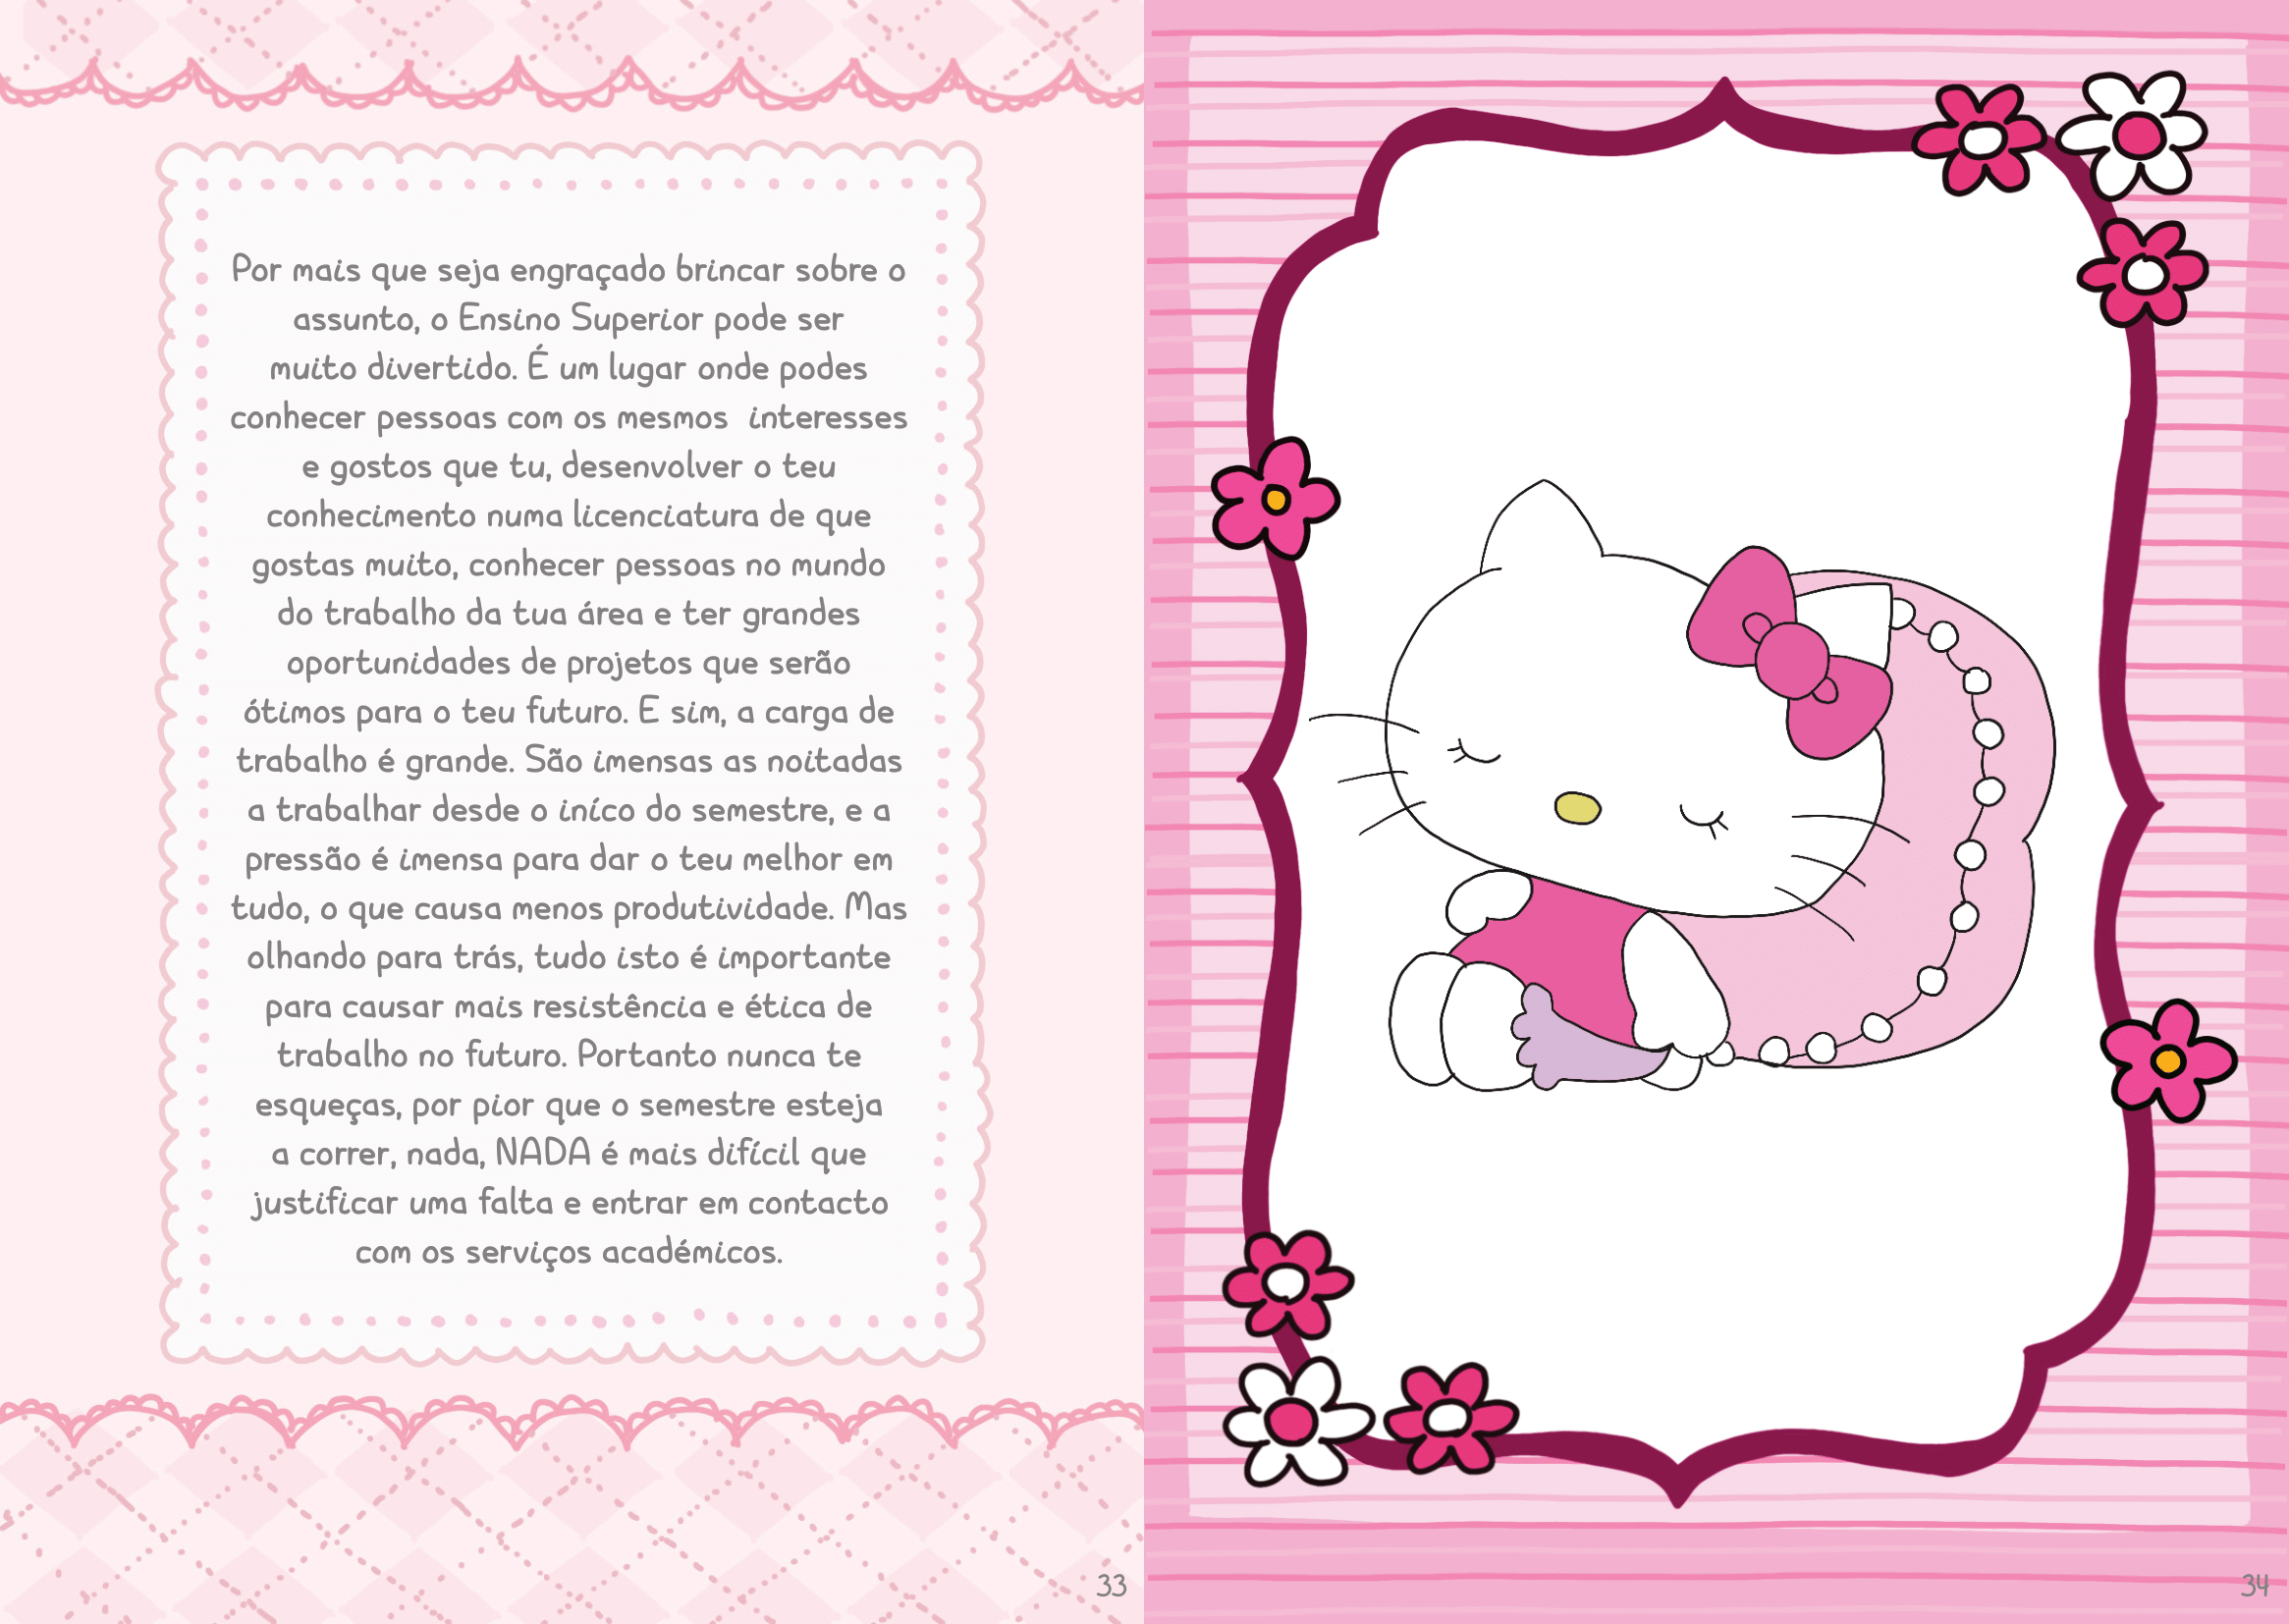 Por mais que seja engraçado brincar sobre o
assunto, o Ensino Superior pode ser
muito divertido. É um lugar onde podes
conhecer pessoas com os mesmos  interesses
e gostos que tu, desenvolver o teu
conhecimento numa licenciatura de que
gostas muito, conhecer pessoas no mundo
do trabalho da tua área e ter grandes
oportunidades de projetos que serão
ótimos para o teu futuro. E sim, a carga de
trabalho é grande. São imensas as noitadas
a trabalhar desde o iníco do semestre, e a
pressão é imensa para dar o teu melhor em
tudo, o que causa menos produtividade. Mas
olhando para trás, tudo isto é importante
para causar mais resistência e ética de
trabalho no futuro. Portanto nunca te
esqueças, por pior que o semestre esteja
a correr, nada, NADA é mais difícil que
justificar uma falta e entrar em contacto
com os serviços académicos.
33
34